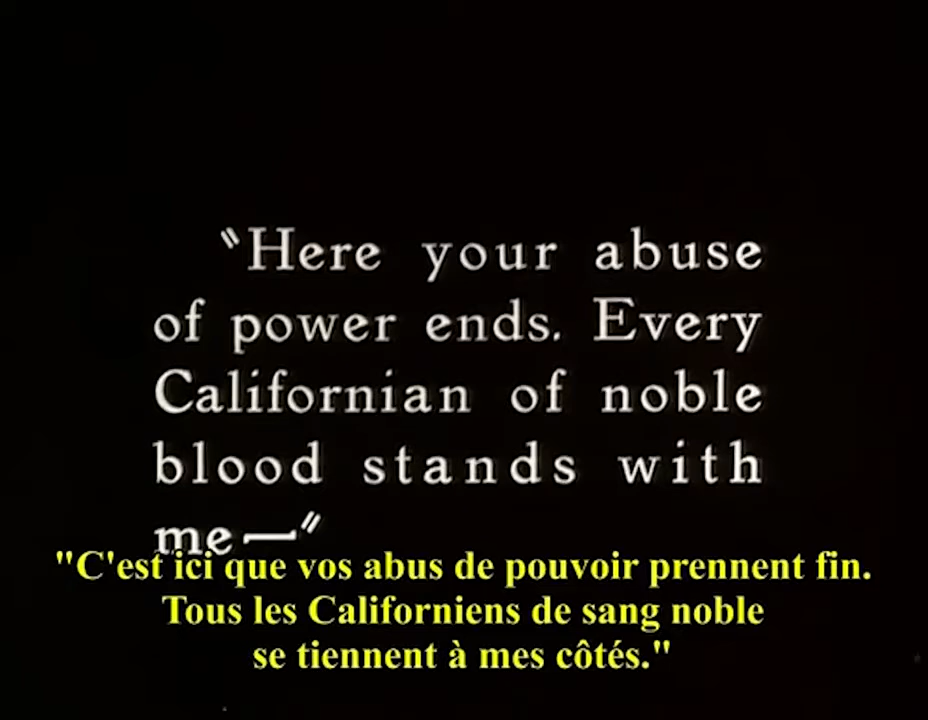 "Here your abuse
of power ends. Every
Californian of noble
blood stands with
me—"
"C'est ici que vos abus de pouvoir prennent fin.
Tous les Californiens de sang noble
se tiennent à mes côtés."